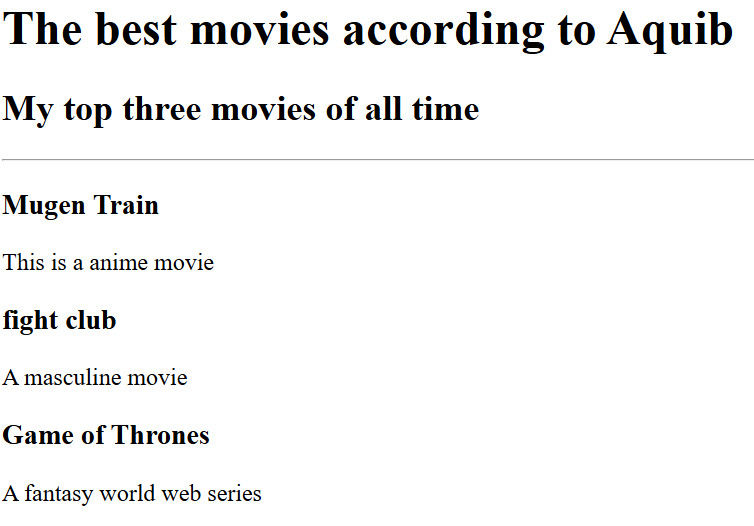 The best movies according to Aquib
My top three movies of all time
Mugen Train
This is a anime movie
fight club
A masculine movie
Game of Thrones
A fantasy world web series